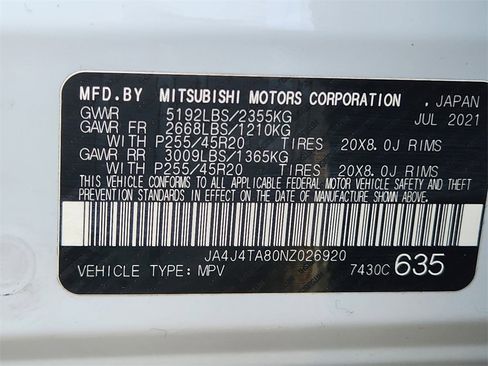 MFD.BY MITSUBISHI MOTORS CORPORATION , JAPAN
GVWR 5192LBS/2355KG JUL 2021
GAWR FR 2668LBS/1210KG
WITH P255/45R20 TIRES 20X8.0J RIMS
GAWR RR 3009LBS/1365KG
WITH P255/45R20 TIRES 20X8.0J RIMS
THIS VEHICLE CONFORMS TO ALL APPLICABLE FEDERAL MOTOR VEHICLE SAFETY AND THEFT
PREVENTION STANDARDS IN EFFECT ON THE DATE OF MANUFACTURE SHOWN ABOVE.
JA4J4TA80NZ026920
VEHICLE TYPE: MPV 7430C 635